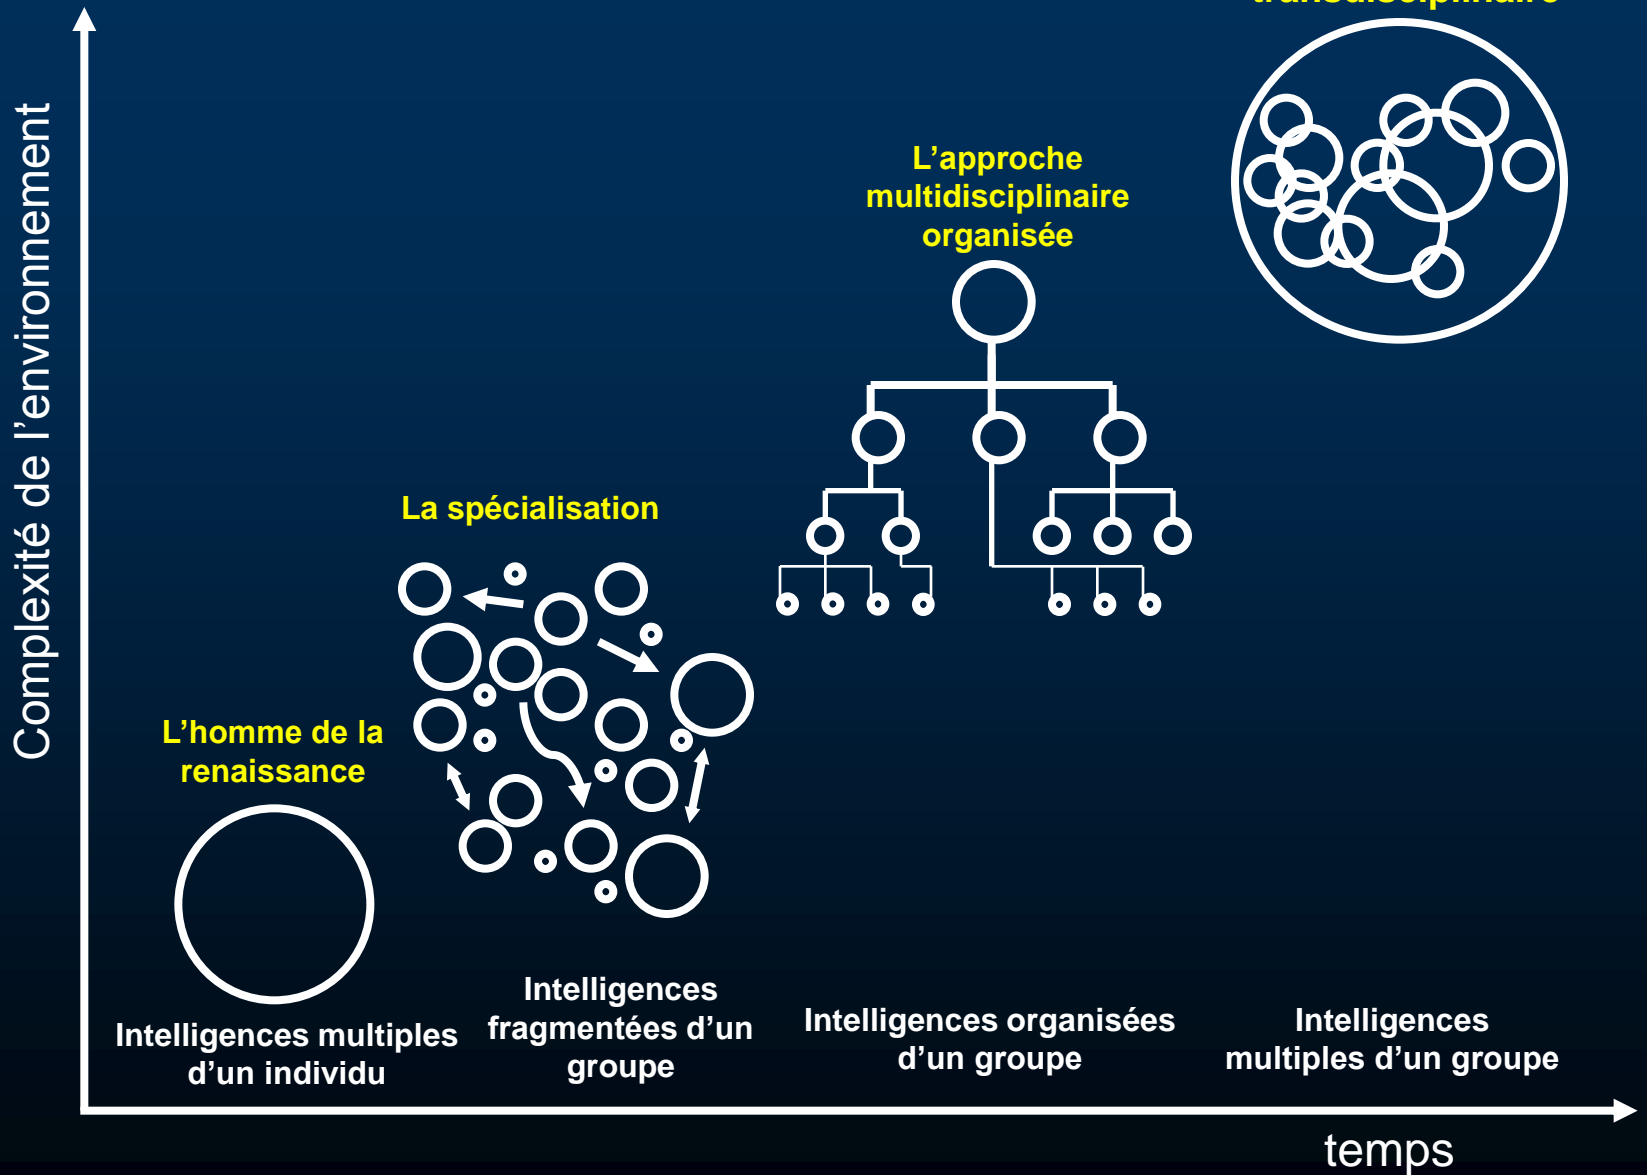 transdisciplinaire
L’approche
multidisciplinaire
organisée
La spécialisation
L’homme de la
renaissance
Complexité de l’environnement
Intelligences multiples
d’un individu
Intelligences
fragmentées d’un
groupe
Intelligences organisées
d’un groupe
Intelligences
multiples d’un groupe
temps